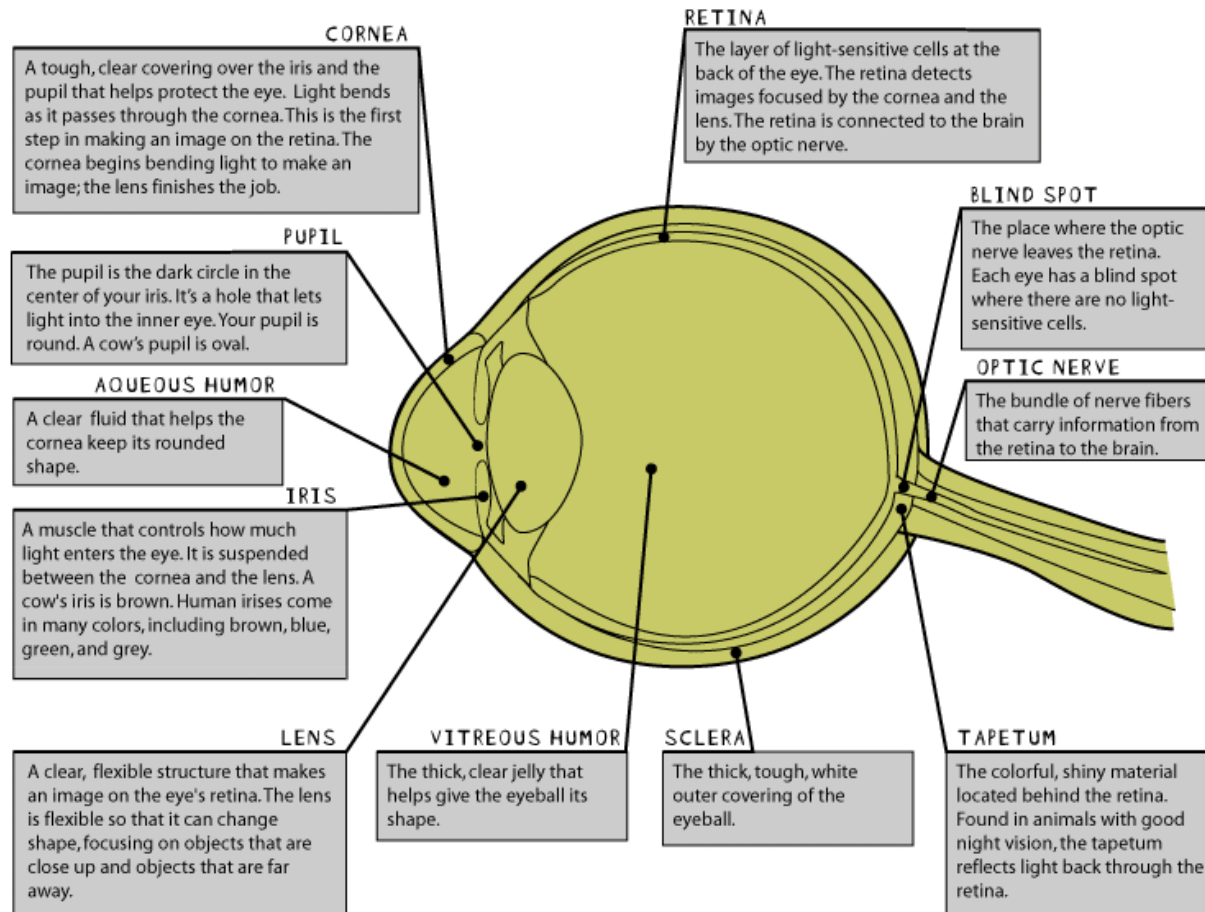 CORNEA
A tough, clear covering over the iris and the
pupil that helps protect the eye. Light bends
as it passes through the cornea. This is the first
step in making an image on the retina. The
cornea begins bending light to make an
image; the lens finishes the job.
RETINA
The layer of light-sensitive cells at the
back of the eye. The retina detects
images focused by the cornea and the
lens. The retina is connected to the brain
by the optic nerve.
BLIND SPOT
The place where the optic
nerve leaves the retina.
Each eye has a blind spot
where there are no light-
sensitive cells.
PUPIL
The pupil is the dark circle in the
center of your iris. It's a hole that lets
light into the inner eye. Your pupil is
round. A cow's pupil is oval.
OPTIC NERVE
The bundle of nerve fibers
that carry information from
the retina to the brain.
AQUEOUS HUMOR
A clear fluid that helps the
cornea keep its rounded
shape.
IRIS
A muscle that controls how much
light enters the eye. It is suspended
between the cornea and the lens. A
cow's iris is brown. Human irises come
in many colors, including brown, blue,
green, and grey.
LENS
A clear, flexible structure that makes
an image on the eye's retina. The lens
is flexible so that it can change
shape, focusing on objects that are
close up and objects that are far
away.
VITREOUS HUMOR
The thick, clear jelly that
helps give the eyeball its
shape.
SCLERA
The thick, tough, white
outer covering of the
eyeball.
TAPETUM
The colorful, shiny material
located behind the retina.
Found in animals with good
night vision, the tapetum
reflects light back through the
retina.